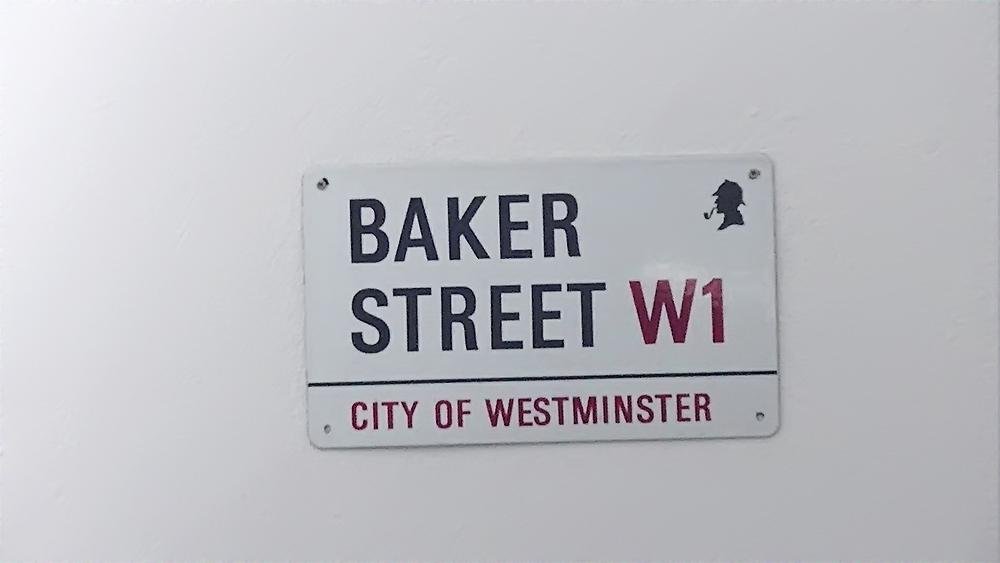 BAKER
STREET W1
CITY OF WESTMINSTER